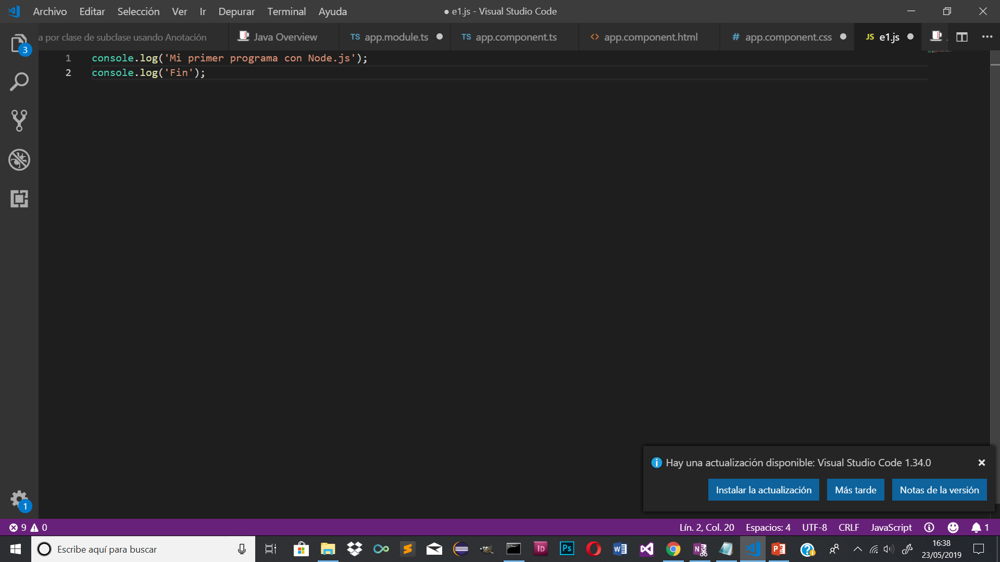 Archivo Editar Selección Ver Ir Depurar Terminal Ayuda ● e1.js - Visual Studio Code
a por clase de subclase usando Anotación Java Overview TS app.module.ts TS app.component.ts <> app.component.html # app.component.css JS e1.js
3
1 console.log('Mi primer programa con Node.js');
2 console.log('Fin');
Hay una actualización disponible: Visual Studio Code 1.34.0
Instalar la actualización Más tarde Notas de la versión
1
9 0 Lín. 2, Col. 20 Espacios: 4 UTF-8 CRLF JavaScript 1
Escribe aquí para buscar
Id Ps W N P
16:38
23/05/2019